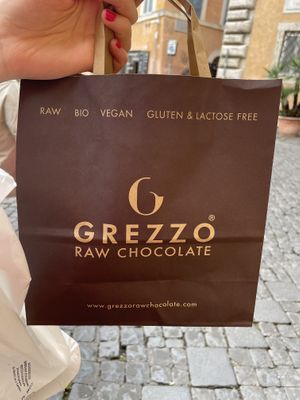 RAW BIO VEGAN GLUTEN & LACTOSE FREE
G
GREZZO®
RAW CHOCOLATE
www.grezzorawchocolate.com